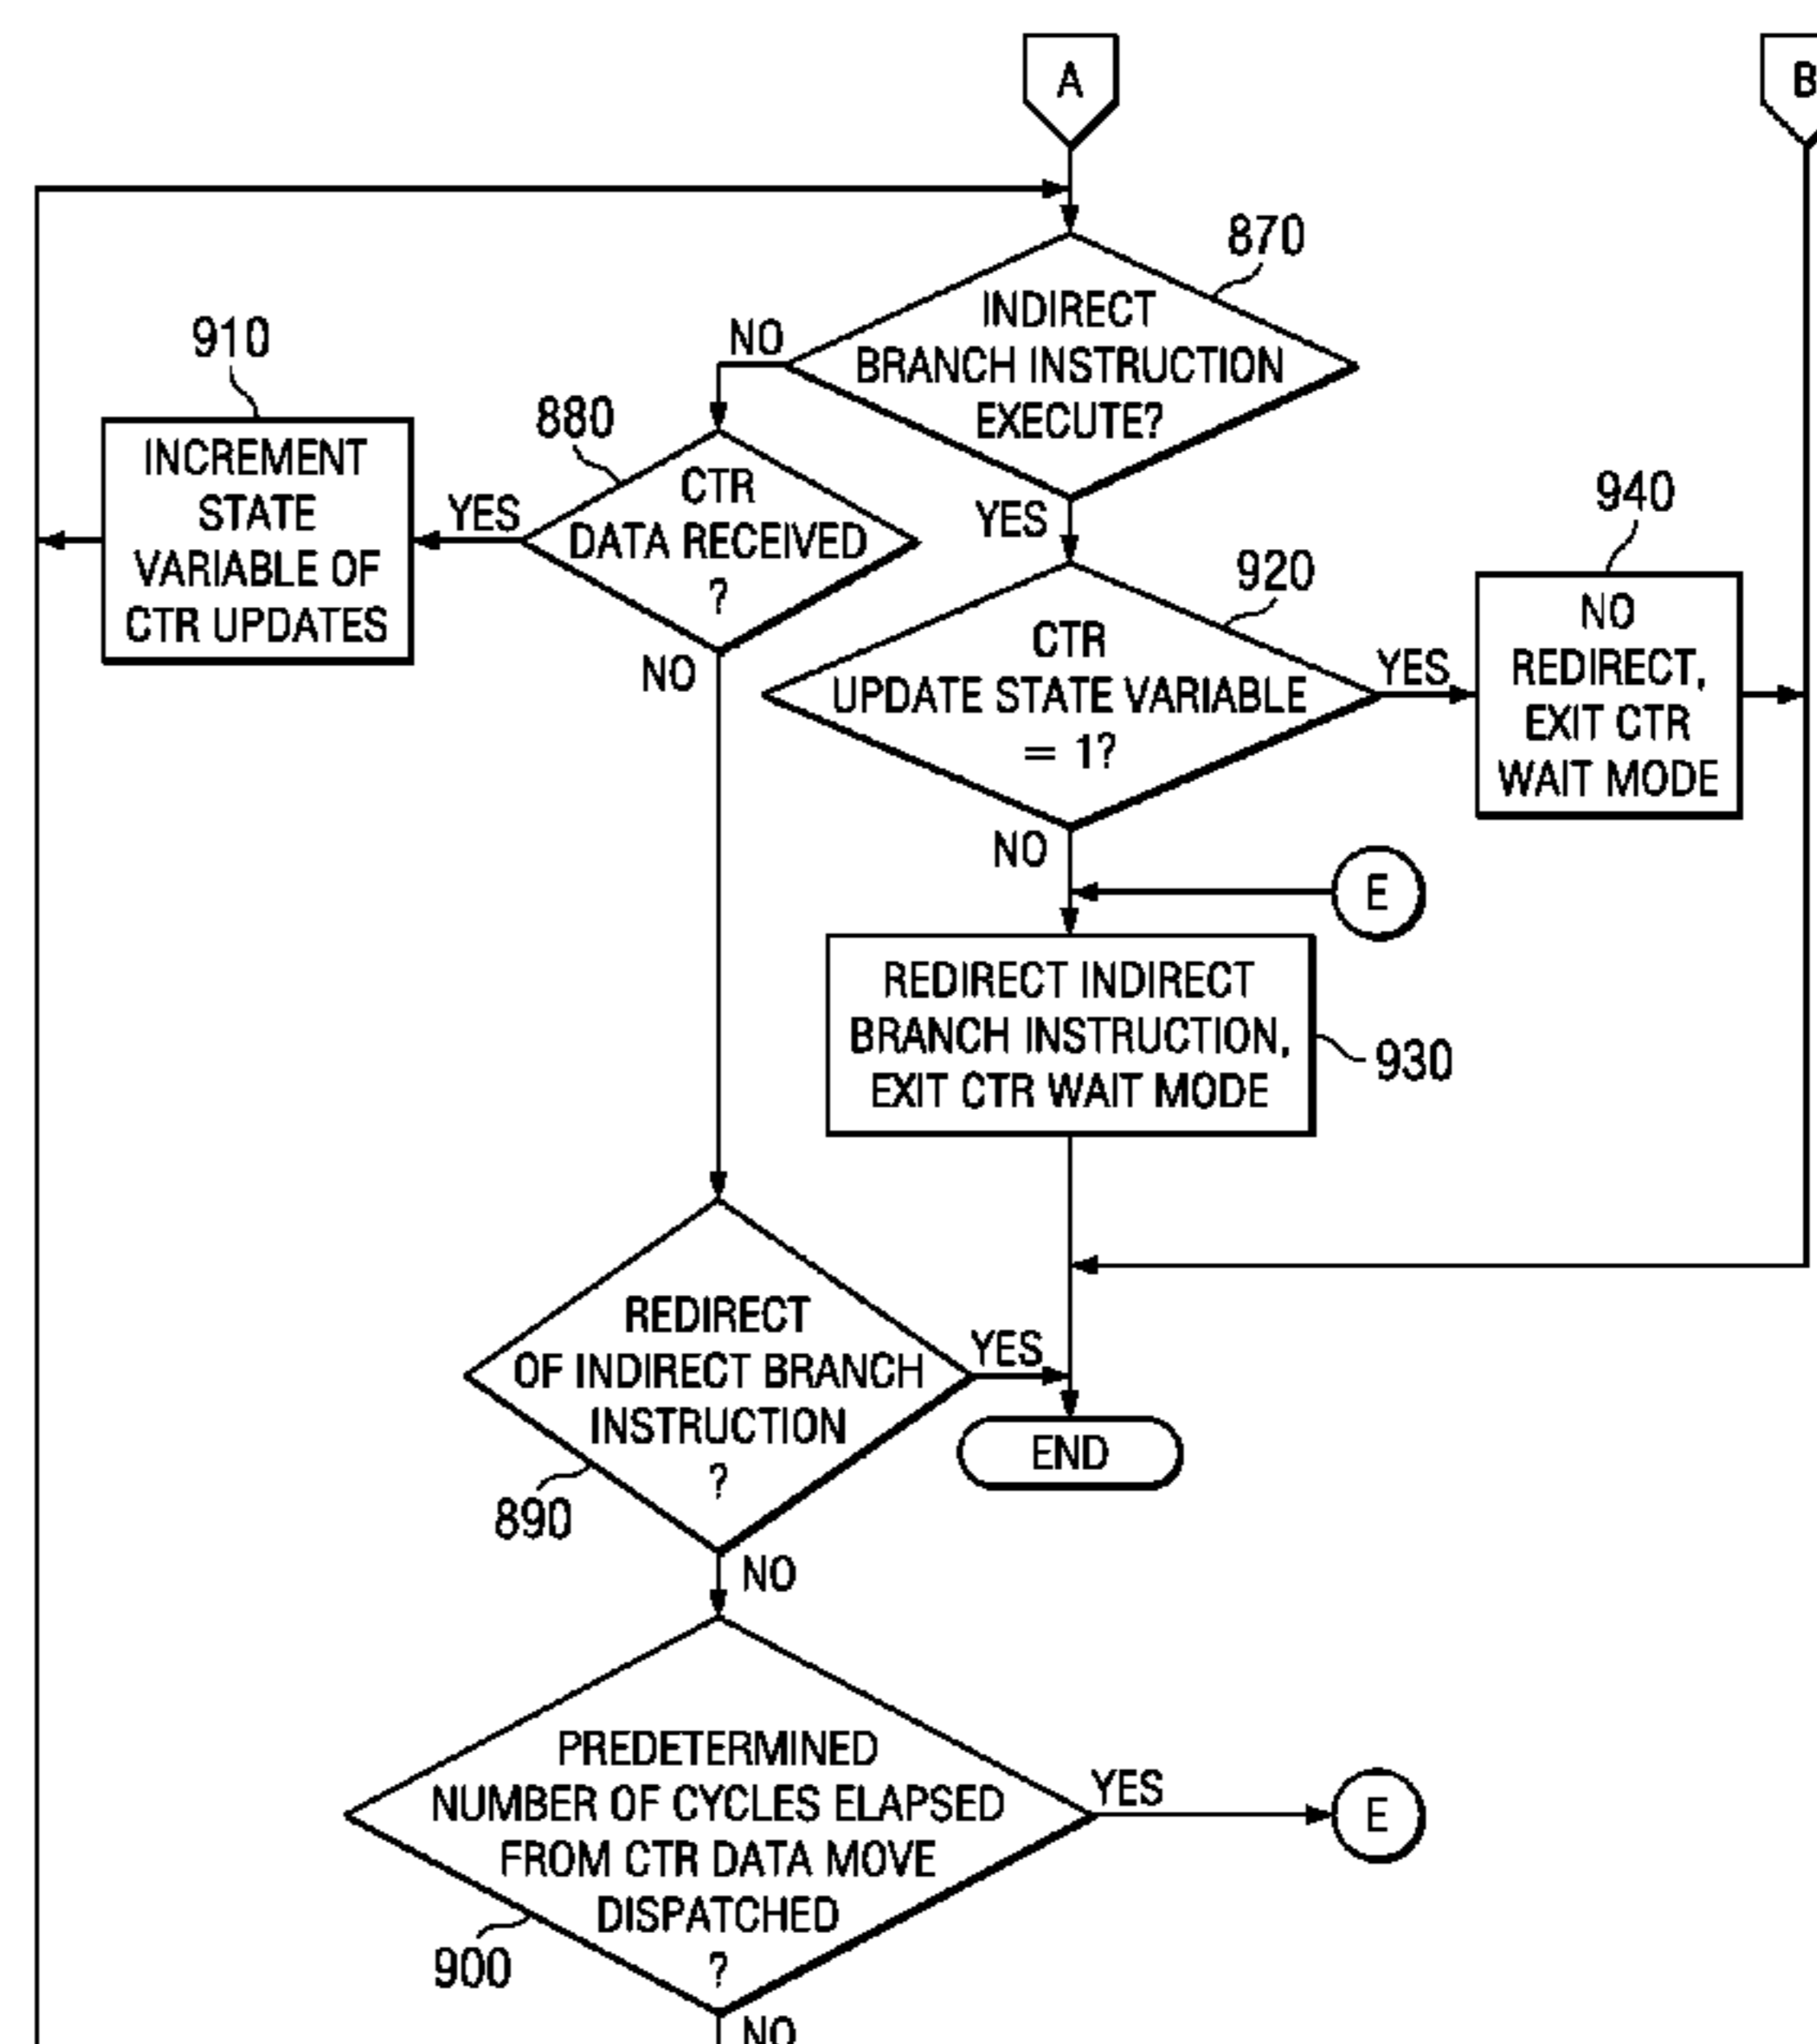 A
B
870
INDIRECT
BRANCH INSTRUCTION
EXECUTE?
NO
YES
910
INCREMENT
STATE
VARIABLE OF
CTR UPDATES
880
CTR
DATA RECEIVED
?
YES
NO
920
CTR
UPDATE STATE VARIABLE
= 1?
YES
NO
940
NO
REDIRECT,
EXIT CTR
WAIT MODE
E
REDIRECT INDIRECT
BRANCH INSTRUCTION,
EXIT CTR WAIT MODE
930
REDIRECT
OF INDIRECT BRANCH
INSTRUCTION
?
YES
890
NO
END
PREDETERMINED
NUMBER OF CYCLES ELAPSED
FROM CTR DATA MOVE
DISPATCHED
?
YES
E
900
NO